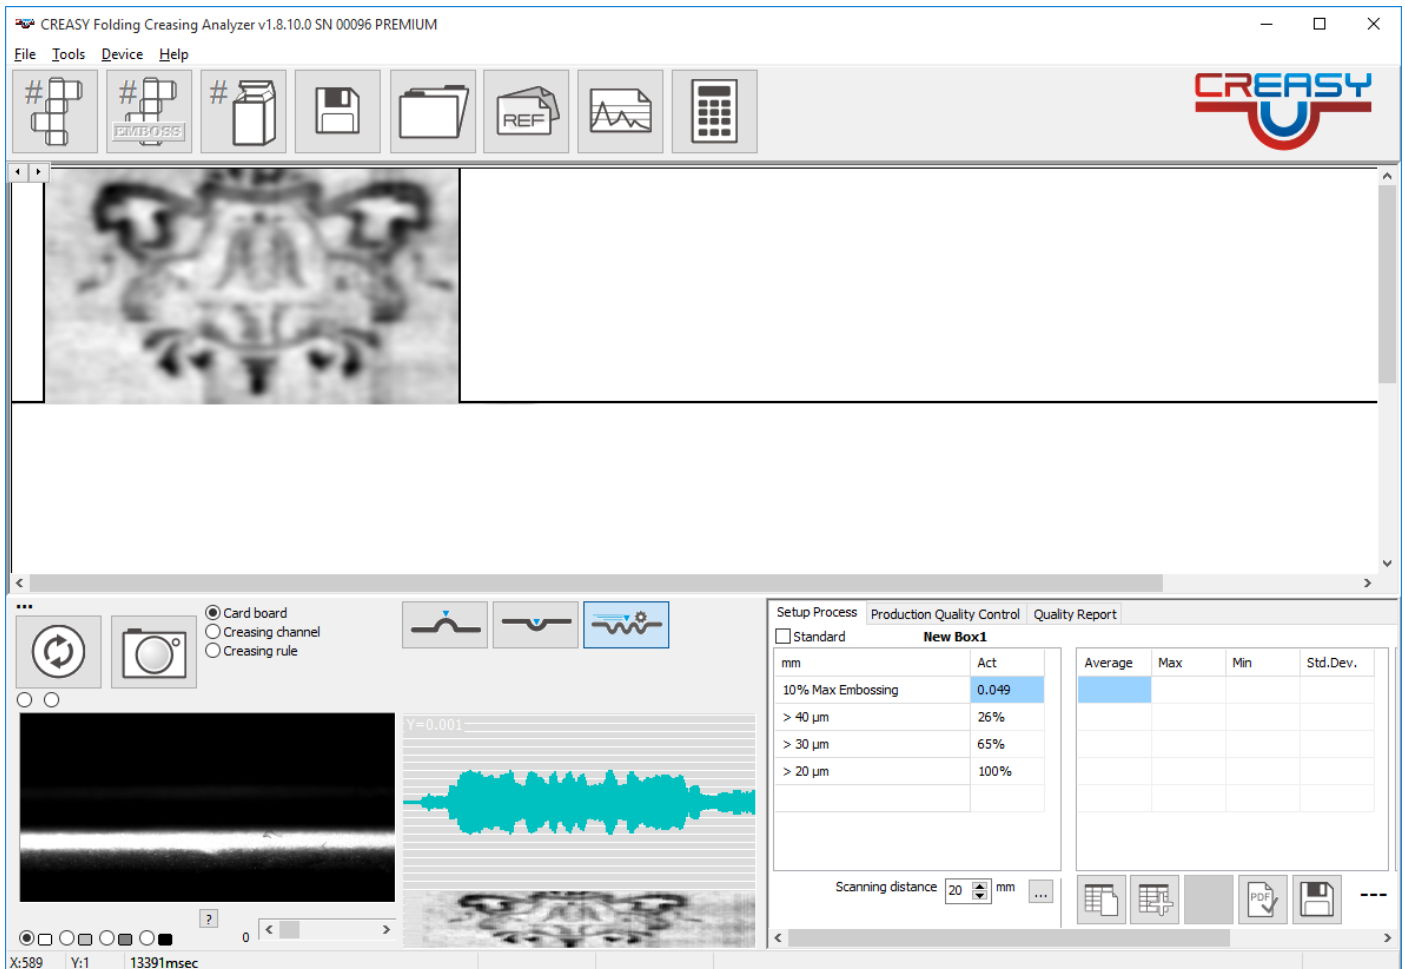 CREASY Folding Creasing Analyzer v1.8.10.0 SN 00096 PREMIUM
File Tools Device Help
# # EMBOSS # REF
CREASY
...
Card board
Creasing channel
Creasing rule
Y=0.001
?
0
Setup Process Production Quality Control Quality Report
Standard New Box1
mm Act Average Max Min Std.Dev.
10% Max Embossing 0.049
> 40 µm 26%
> 30 µm 65%
> 20 µm 100%
Scanning distance 20 mm ...
PDF ---
X:589 Y:1 13391msec